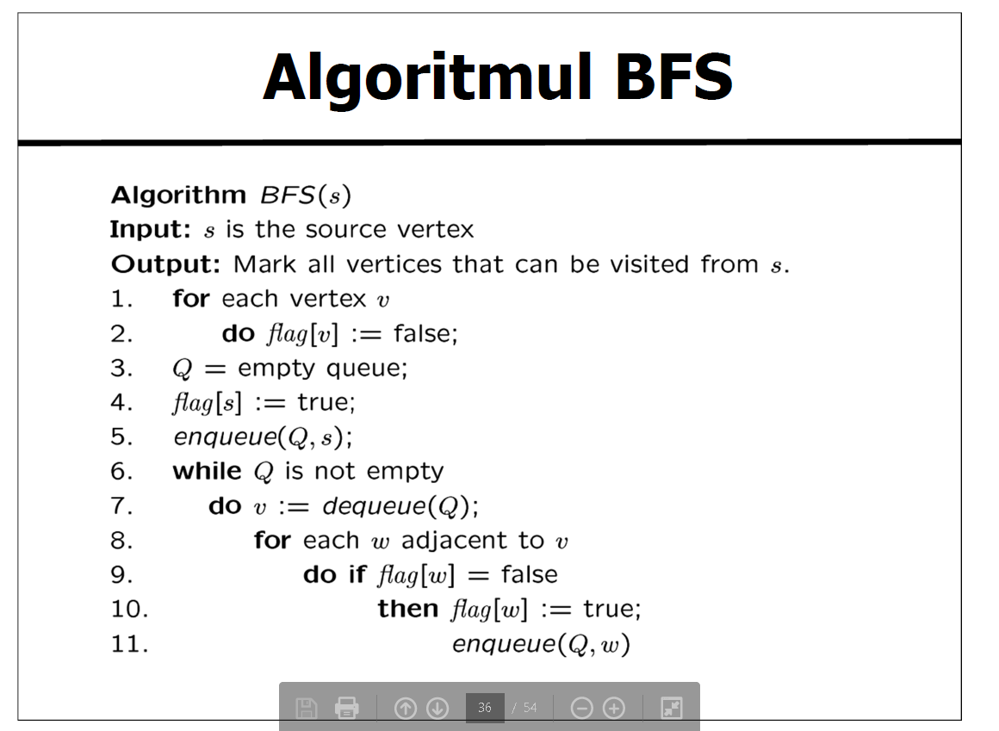 Algoritmul BFS
Algorithm BFS(s)
Input: s is the source vertex
Output: Mark all vertices that can be visited from s.
1. for each vertex v
2. do flag[v] := false;
3. Q = empty queue;
4. flag[s] := true;
5. enqueue(Q, s);
6. while Q is not empty
7. do v := dequeue(Q);
8. for each w adjacent to v
9. do if flag[w] = false
10. then flag[w] := true;
11. enqueue(Q, w)
36 / 54